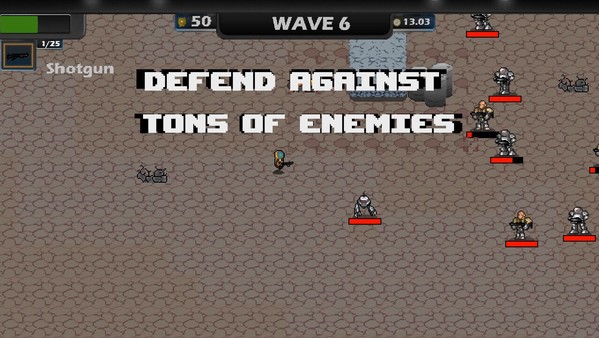 50
WAVE 6
13.03
1/25
Shotgun
DEFEND AGAINST
TONS OF ENEMIES